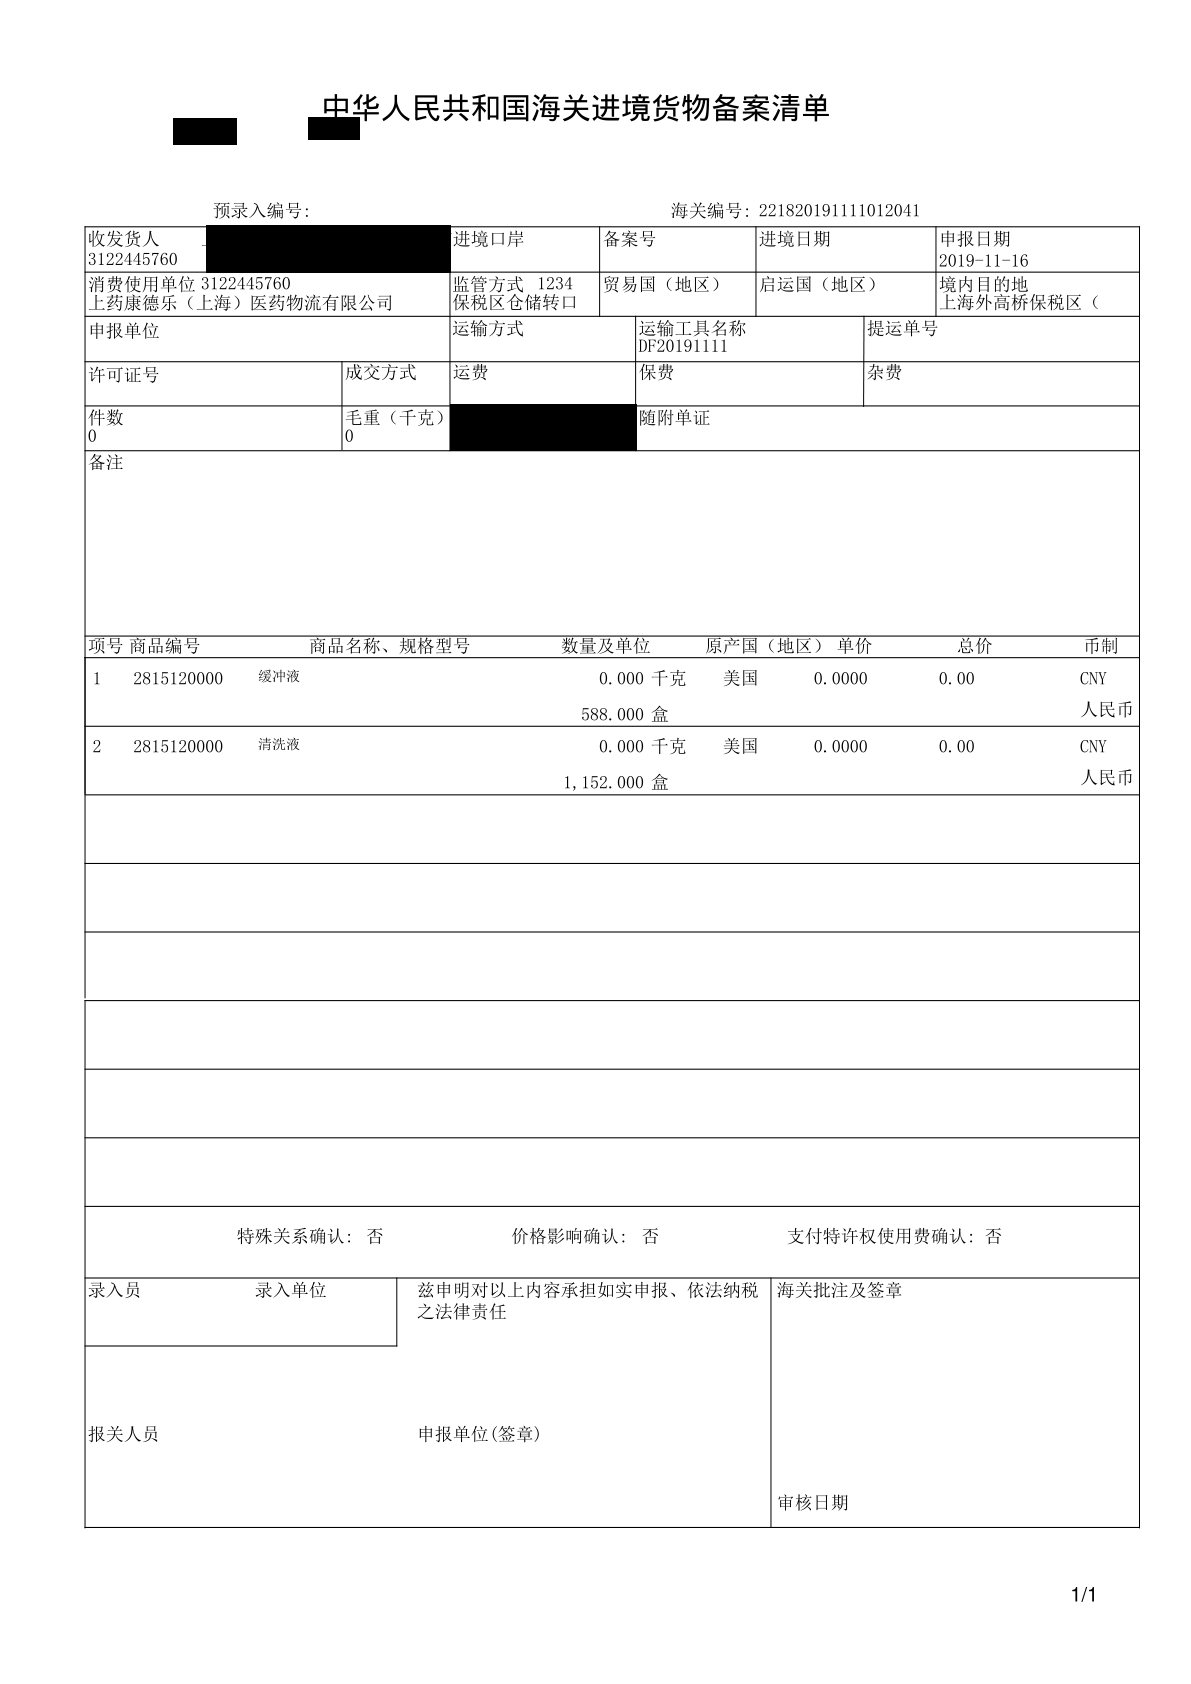 中华人民共和国海关进境货物备案清单
预录入编号: 海关编号: 221820191111012041
收发货人 进境口岸 备案号 进境日期 申报日期
3122445760 2019-11-16
消费使用单位 3122445760 监管方式 1234 贸易国（地区） 启运国（地区） 境内目的地
上药康德乐（上海）医药物流有限公司 保税区仓储转口 上海外高桥保税区（
申报单位 运输方式 运输工具名称 提运单号
DF20191111
许可证号 成交方式 运费 保费 杂费
件数 毛重（千克） 随附单证
0 0
备注
项号 商品编号 商品名称、规格型号 数量及单位 原产国（地区） 单价 总价 币制
1 2815120000 缓冲液 0.000 千克 美国 0.0000 0.00 CNY
588.000 盒 人民币
2 2815120000 清洗液 0.000 千克 美国 0.0000 0.00 CNY
1,152.000 盒 人民币
特殊关系确认: 否 价格影响确认: 否 支付特许权使用费确认: 否
录入员 录入单位 兹申明对以上内容承担如实申报、依法纳税 海关批注及签章
之法律责任
报关人员 申报单位(签章)
审核日期
1/1